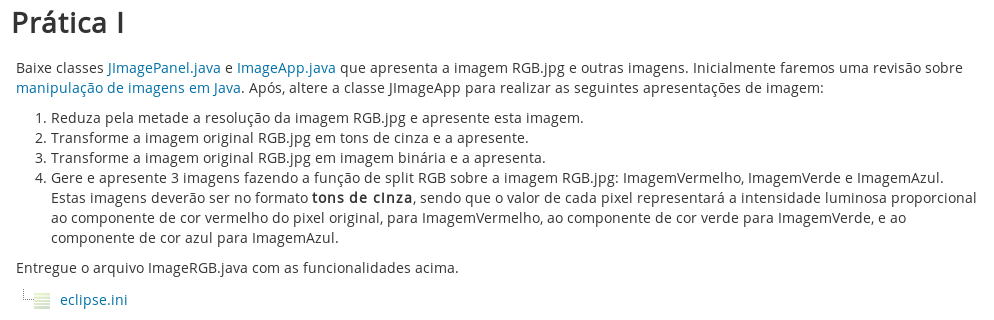 Prática I
Baixe classes JImagePanel.java e ImageApp.java que apresenta a imagem RGB.jpg e outras imagens. Inicialmente faremos uma revisão sobre
manipulação de imagens em Java. Após, altere a classe JImageApp para realizar as seguintes apresentações de imagem:
1. Reduza pela metade a resolução da imagem RGB.jpg e apresente esta imagem.
2. Transforme a imagem original RGB.jpg em tons de cinza e a apresente.
3. Transforme a imagem original RGB.jpg em imagem binária e a apresenta.
4. Gere e apresente 3 imagens fazendo a função de split RGB sobre a imagem RGB.jpg: ImagemVermelho, ImagemVerde e ImagemAzul.
Estas imagens deverão ser no formato tons de cinza, sendo que o valor de cada pixel representará a intensidade luminosa proporcional
ao componente de cor vermelho do pixel original, para ImagemVermelho, ao componente de cor verde para ImagemVerde, e ao
componente de cor azul para ImagemAzul.
Entregue o arquivo ImageRGB.java com as funcionalidades acima.
eclipse.ini